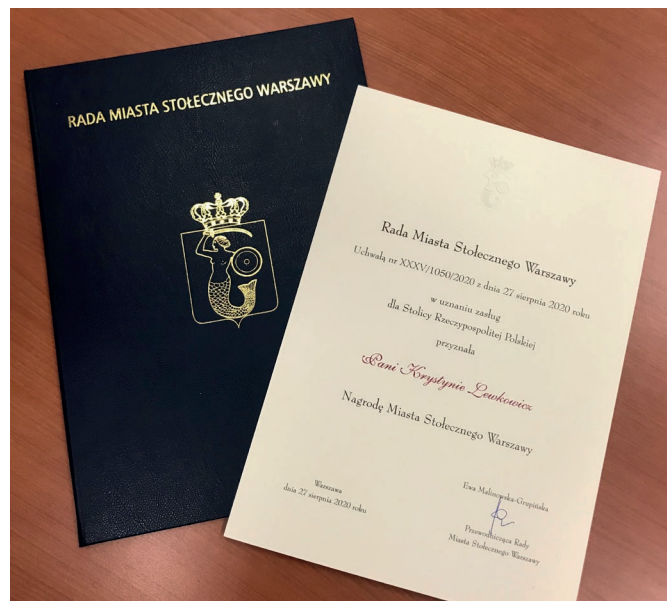 RADA MIASTA STOŁECZNEGO WARSZAWY
Rada Miasta Stołecznego Warszawy
Uchwałą nr XXXV/1050/2020 z dnia 27 sierpnia 2020 roku
w uznaniu zasług
dla Stolicy Rzeczypospolitej Polskiej
przyznała
Pani Krystynie Lewkowicz
Nagrodę Miasta Stołecznego Warszawy
Warszawa
dnia 27 sierpnia 2020 roku
Ewa Malinowska-Grupińska
Przewodnicząca Rady
Miasta Stołecznego Warszawy